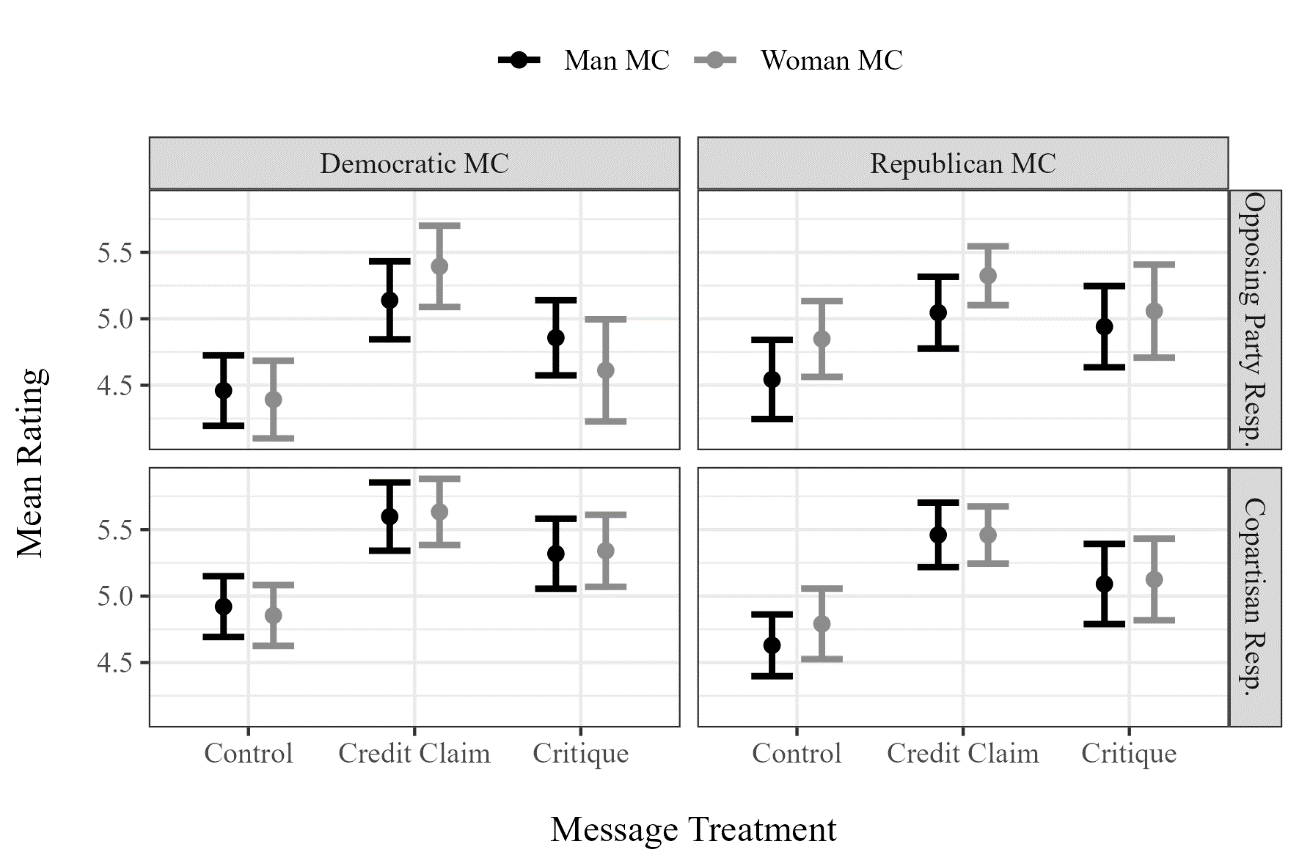 Man MC Woman MC
Democratic MC Republican MC
Opposing Party Resp.
5.5
5.0
4.5
Copartisan Resp.
5.5
5.0
4.5
Mean Rating
Control Credit Claim Critique Control Credit Claim Critique
Message Treatment